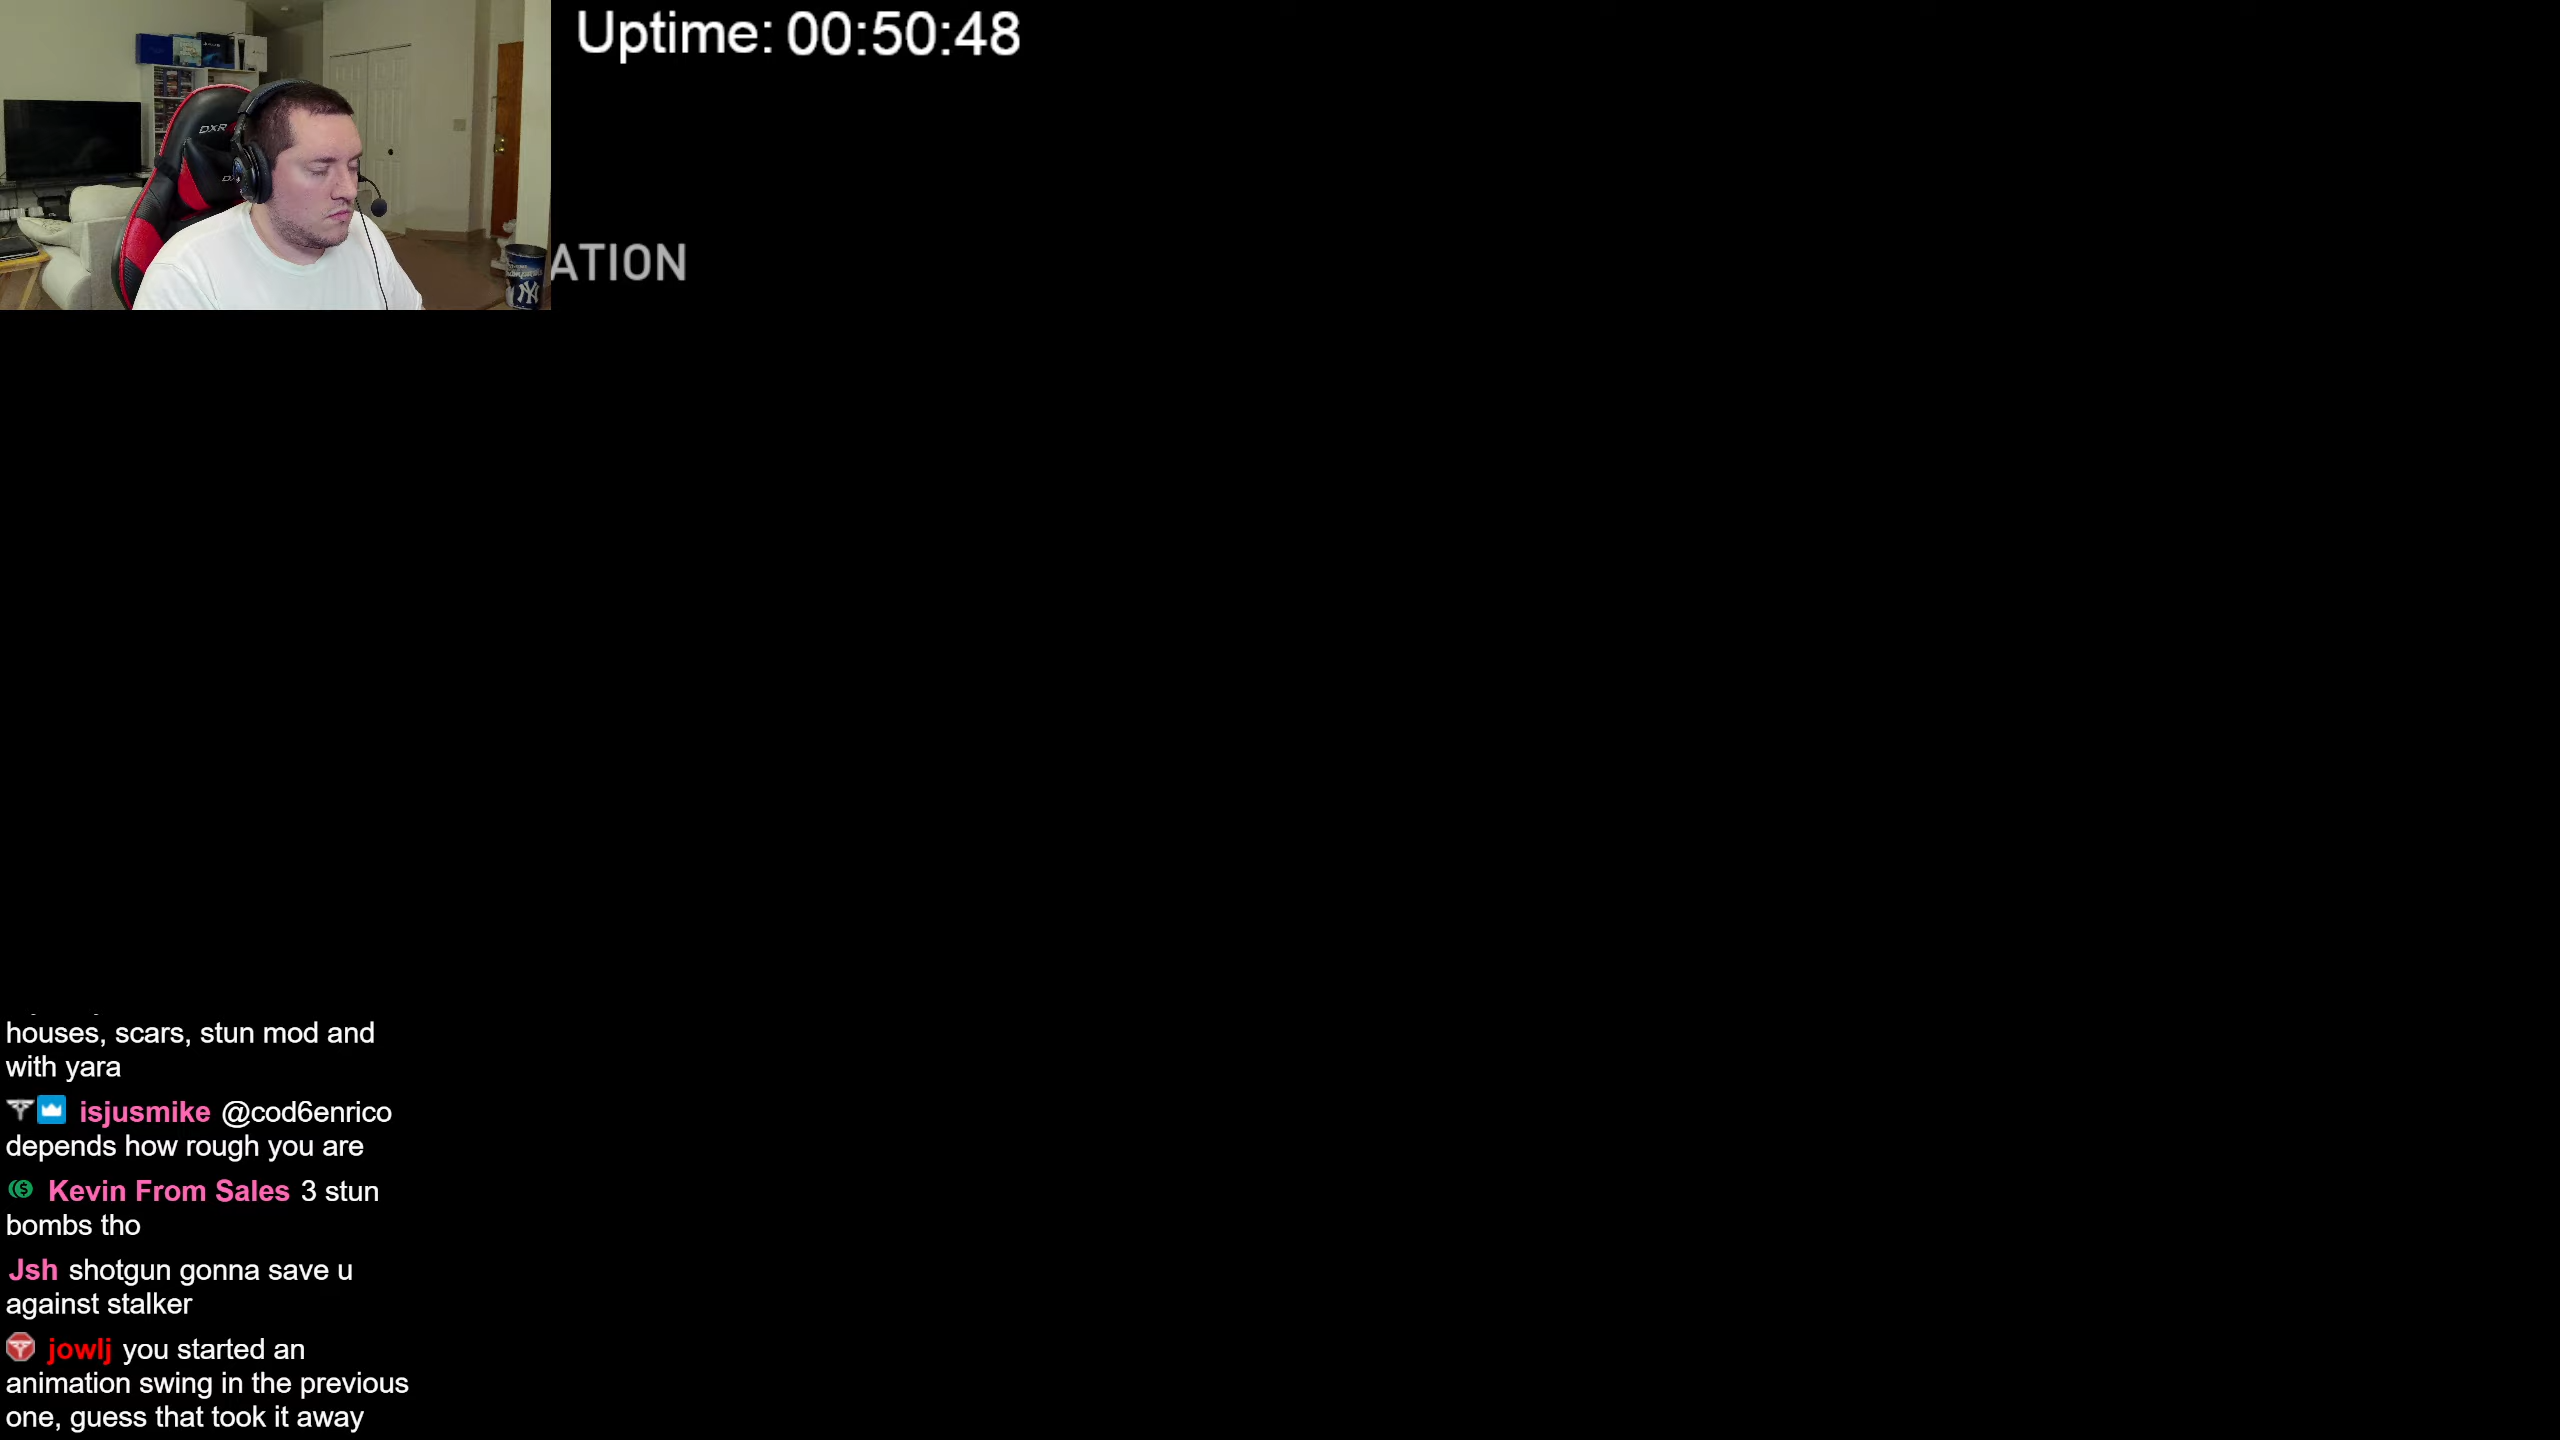 Uptime: 00:50:48
DXR
ATION
houses, scars, stun mod and
with yara
isjusmike @cod6enrico
depends how rough you are
Kevin From Sales 3 stun
bombs tho
Jsh shotgun gonna save u
against stalker
jowlj you started an
animation swing in the previous
one, guess that took it away